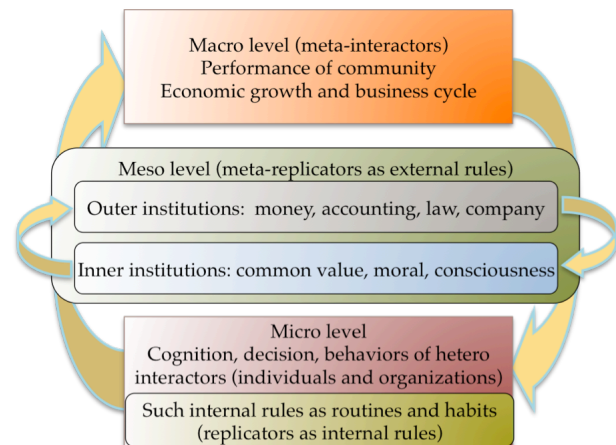 Macro level (meta-interactors)
Performance of community
Economic growth and business cycle
Meso level (meta-replicators as external rules)
Outer institutions: money, accounting, law, company
Inner institutions: common value, moral, consciousness
Micro level
Cognition, decision, behaviors of hetero
interactors (individuals and organizations)
Such internal rules as routines and habits
(replicators as internal rules)